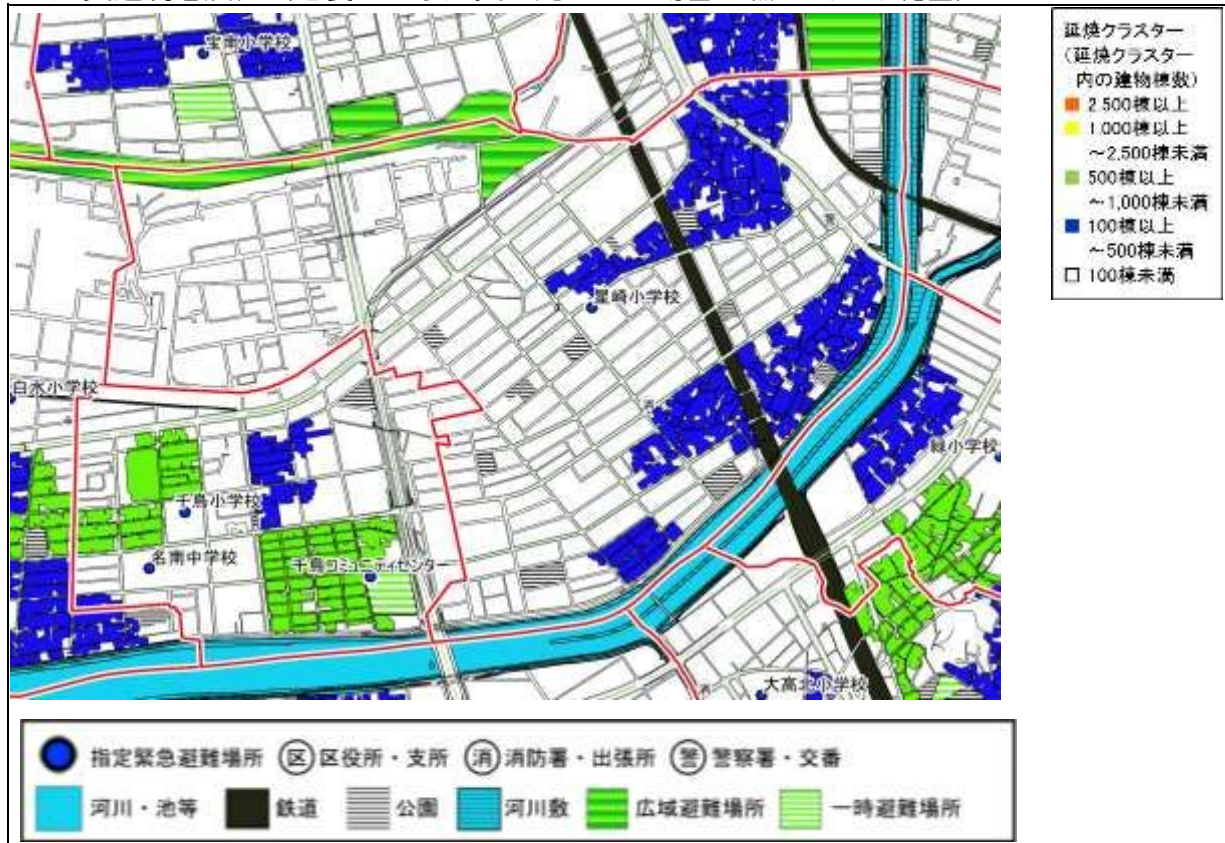 宝南小学校
星崎小学校
白水小学校
緑小学校
千鳥小学校
名南中学校
千鳥コミュニティセンター
大高北小学校
延焼クラスター
(延焼クラスター
内の建物棟数)
2,500棟以上
1,000棟以上
～2,500棟未満
500棟以上
～1,000棟未満
100棟以上
～500棟未満
100棟未満
指定緊急避難場所 区 区役所・支所 消 消防署・出張所 警 警察署・交番
河川・池等 鉄道 公園 河川敷 広域避難場所 一時避難場所